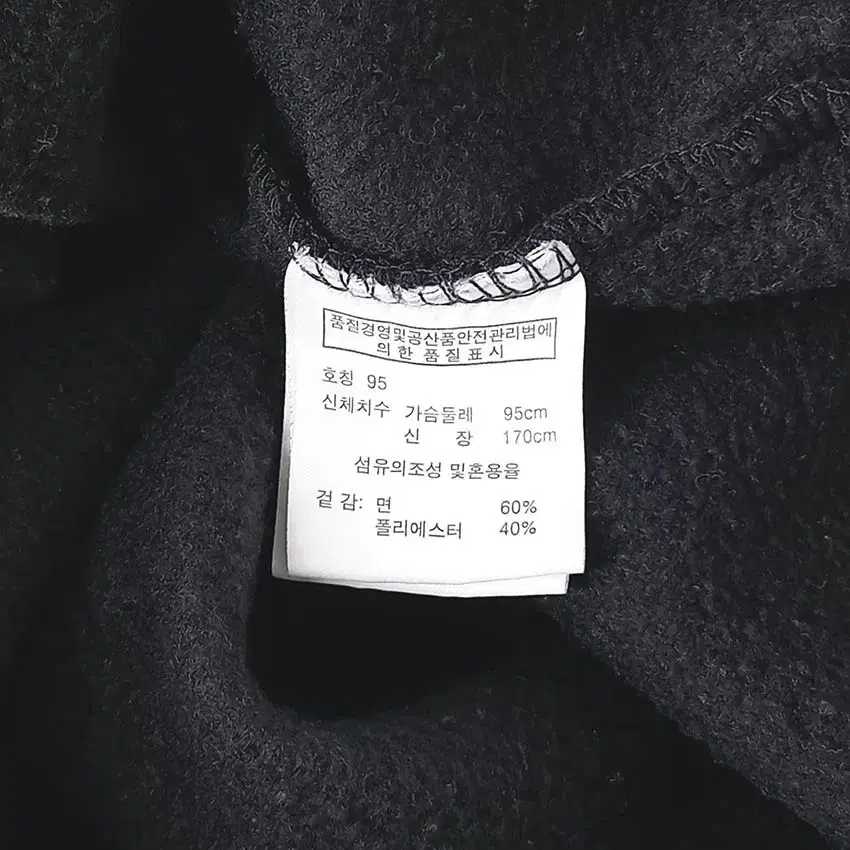 품질경영및공산품안전관리법에
의 한 품 질 표 시
호칭 95
신체치수 가슴둘레 95cm
신 장 170cm
섬유의조성 및혼용율
겉 감: 면 60%
폴리에스터 40%